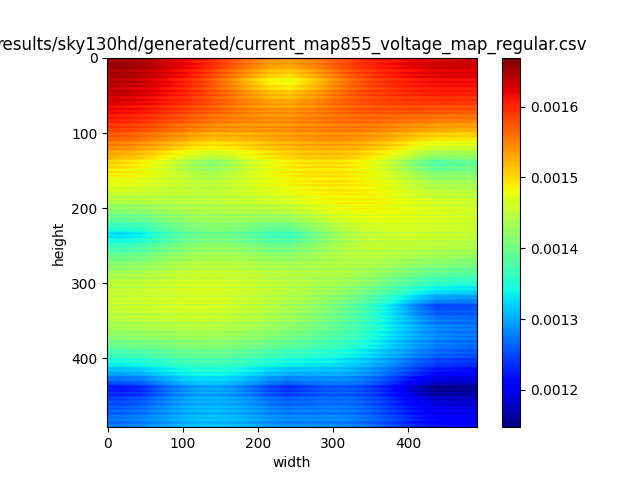 results/sky130hd/generated/current_map855_voltage_map_regular.csv
0
100
200
300
400
height
0 100 200 300 400
width
0.0016
0.0015
0.0014
0.0013
0.0012